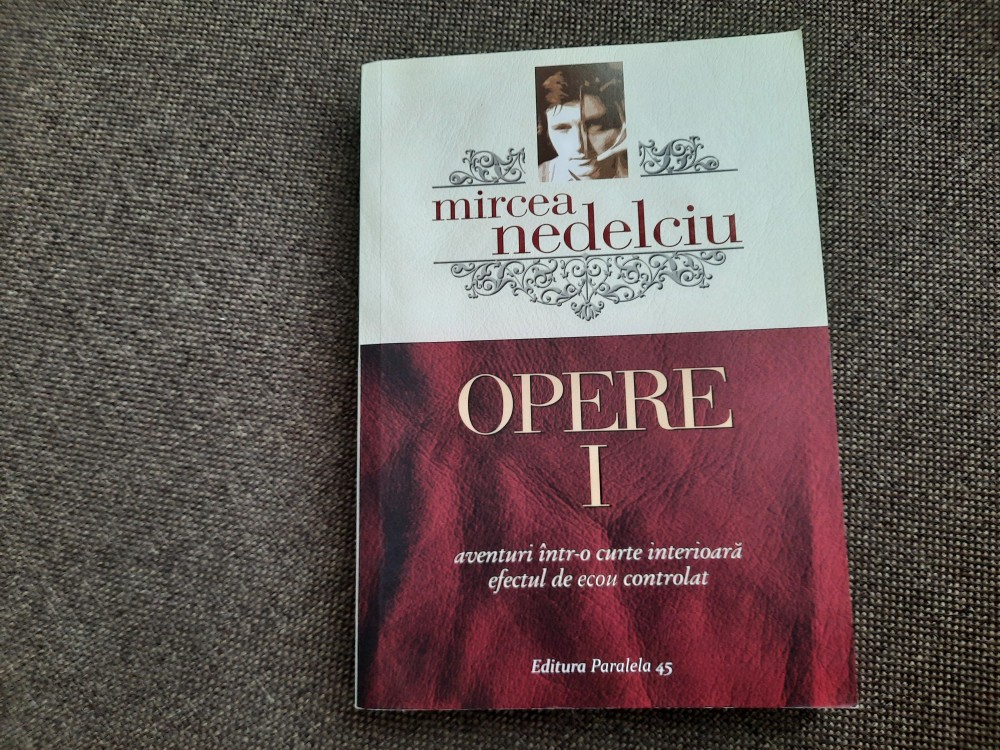 mircea
nedelciu
OPERE
I
aventuri într-o curte interioară
efectul de ecou controlat
Editura Paralela 45